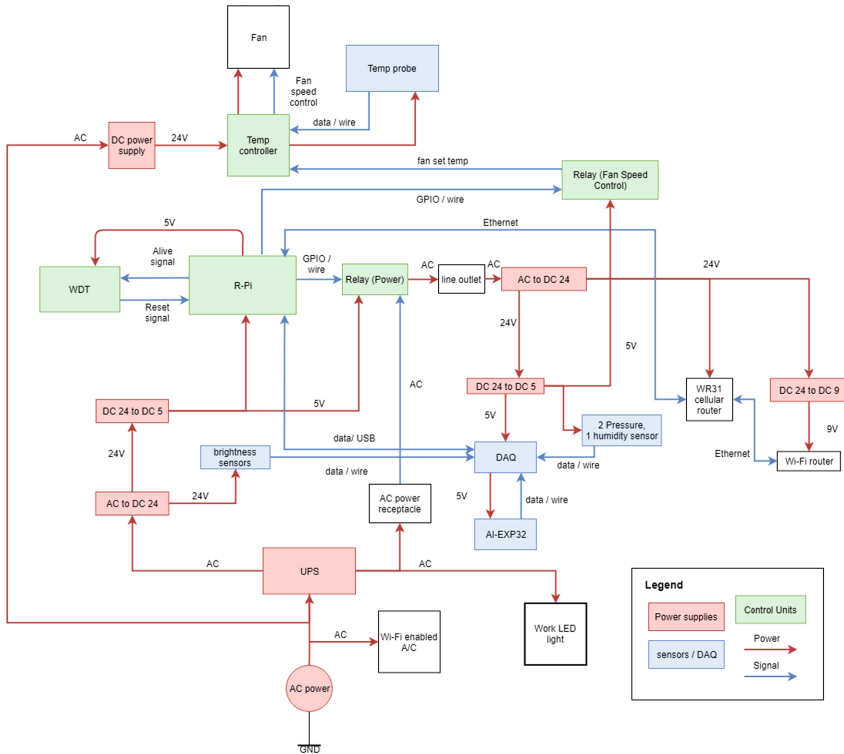 Fan
Temp probe
Fan
speed
control
data / wire
AC
DC power
supply
24V
Temp
controller
fan set temp
Relay (Fan Speed
Control)
GPIO / wire
5V
Ethernet
Alive
signal
WDT
Reset
signal
R-Pi
GPIO /
wire
Relay (Power)
AC
line outlet
AC
AC to DC 24
24V
24V
5V
AC
DC 24 to DC 5
WR31
cellular
router
DC 24 to DC 9
DC 24 to DC 5
5V
5V
2 Pressure,
1 humidity sensor
9V
data/ USB
24V
brightness
sensors
data / wire
DAQ
data / wire
Ethernet
Wi-Fi router
AC to DC 24
24V
AC power
receptacle
5V
data / wire
AI-EXP32
AC
UPS
AC
Work LED
light
AC
Wi-Fi enabled
A/C
AC power
GND
Legend
Power supplies
Control Units
sensors / DAQ
Power
Signal